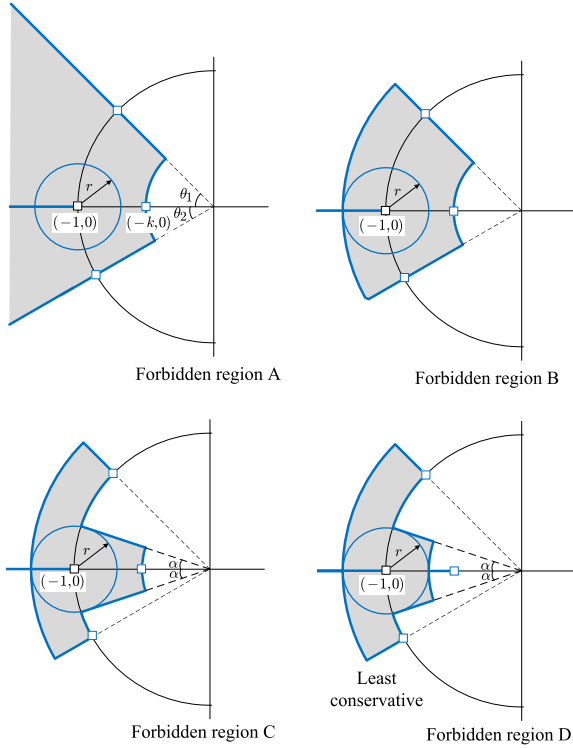 r
θ₁
θ₂
(−1,0)
(−k,0)
Forbidden region A
r
(−1,0)
Forbidden region B
r
α
α
(−1,0)
Forbidden region C
r
α
α
(−1,0)
Least
conservative
Forbidden region D